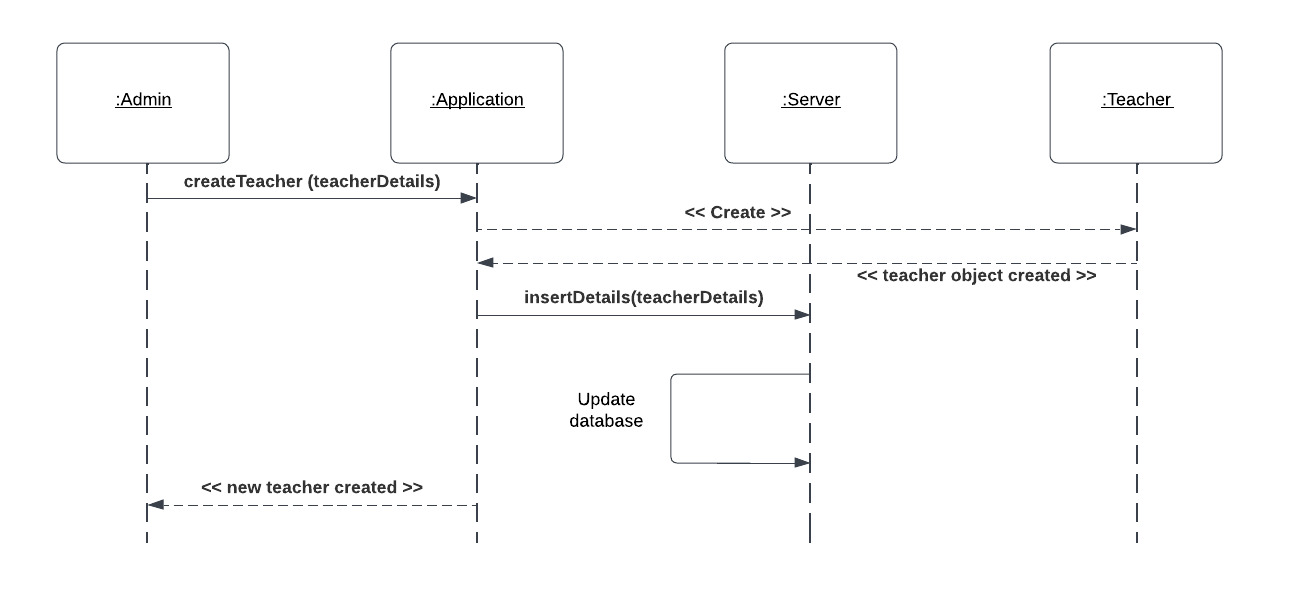 :Admin
:Application
:Server
:Teacher
createTeacher (teacherDetails)
<< Create >>
<< teacher object created >>
insertDetails(teacherDetails)
Update
database
<< new teacher created >>